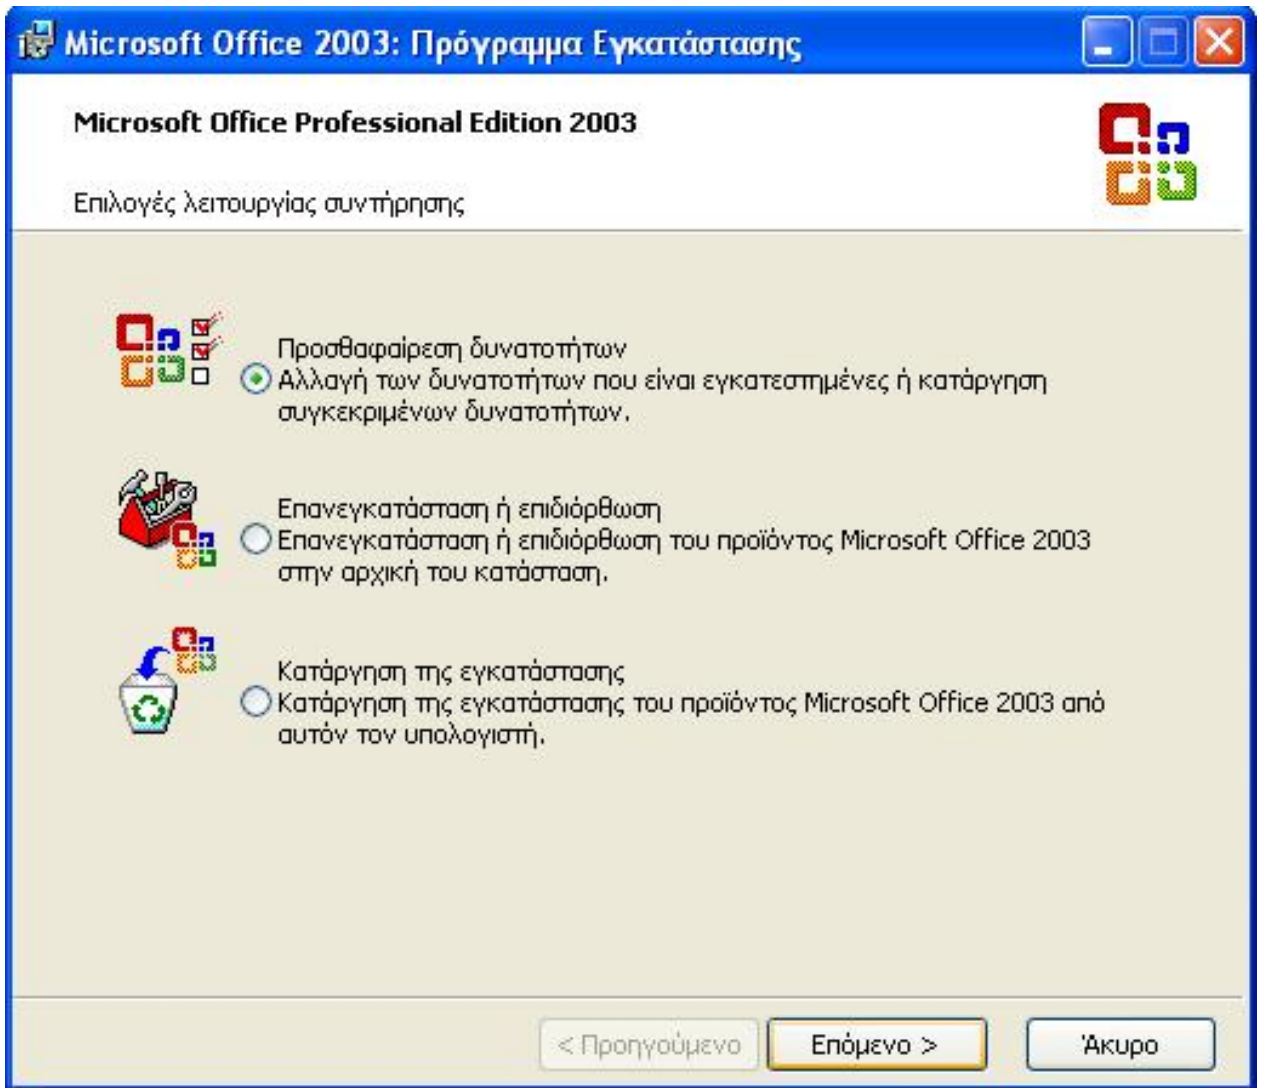 Microsoft Office 2003: Πρόγραμμα Εγκατάστασης
Microsoft Office Professional Edition 2003
Επιλογές λειτουργίας συντήρησης
Προσθαφαίρεση δυνατοτήτων
Αλλαγή των δυνατοτήτων που είναι εγκατεστημένες ή κατάργηση
συγκεκριμένων δυνατοτήτων.
Επανεγκατάσταση ή επιδιόρθωση
Επανεγκατάσταση ή επιδιόρθωση του προϊόντος Microsoft Office 2003
στην αρχική του κατάσταση.
Κατάργηση της εγκατάστασης
Κατάργηση της εγκατάστασης του προϊόντος Microsoft Office 2003 από
αυτόν τον υπολογιστή.
< Προηγούμενο Επόμενο > Άκυρο